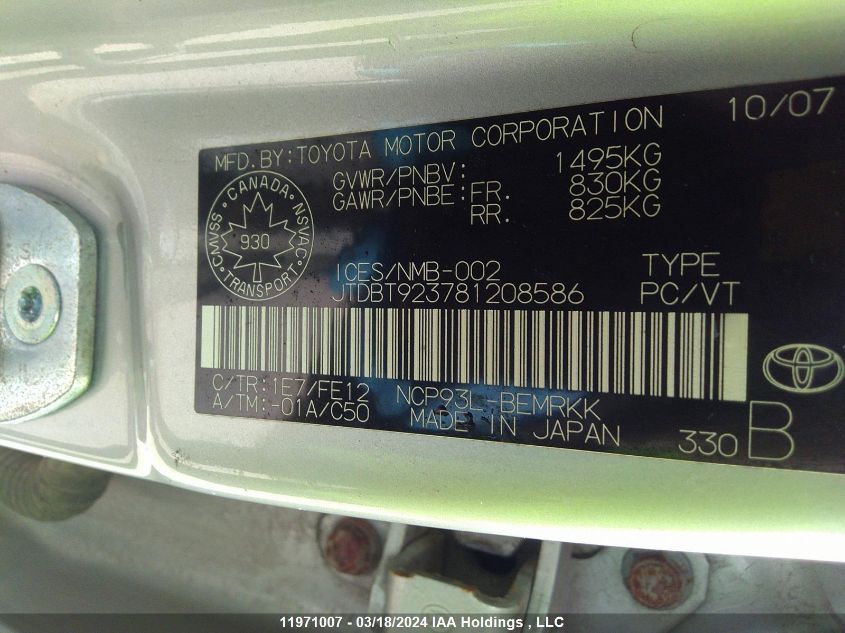 10/07
MFD.BY:TOYOTA MOTOR CORPORATION
GVWR/PNBV: 1495KG
GAWR/PNBE:FR. 830KG
RR. 825KG
CANADA
CMVSS NSVAC
930
TRANSPORT
ICES/NMB-002 TYPE
JTDBT923781208586 PC/VT
C/TR:1E7/FE12 NCP93L-BEMRKK
A/TM:-01A/C50 MADE IN JAPAN
330 B
11971007 - 03/18/2024 IAA Holdings , LLC